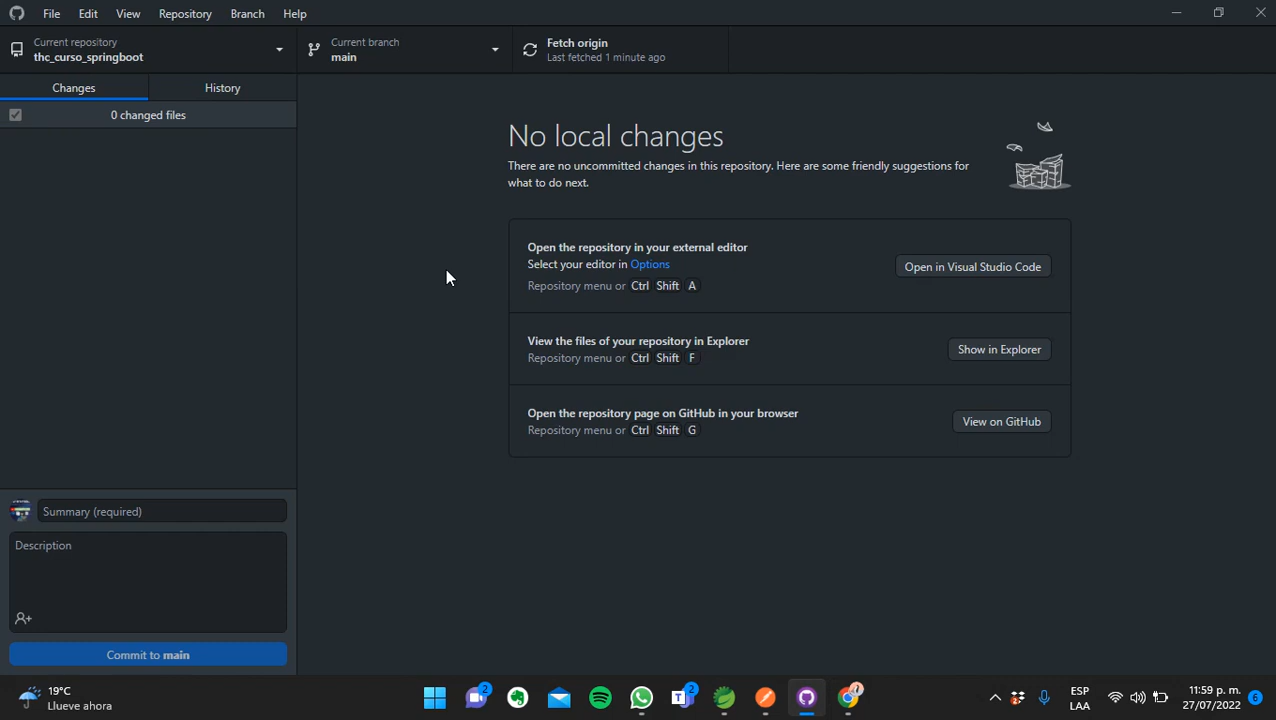 File Edit View Repository Branch Help
Current repository
thc_curso_springboot
Current branch
main
Fetch origin
Last fetched 1 minute ago
Changes
History
0 changed files
No local changes
There are no uncommitted changes in this repository. Here are some friendly suggestions for
what to do next.
Open the repository in your external editor
Select your editor in Options
Repository menu or Ctrl Shift A
Open in Visual Studio Code
View the files of your repository in Explorer
Repository menu or Ctrl Shift F
Show in Explorer
Open the repository page on GitHub in your browser
Repository menu or Ctrl Shift G
View on GitHub
Summary (required)
Description
Commit to main
19°C
Llueve ahora
2
2
ESP
LAA
11:59 p. m.
27/07/2022
6